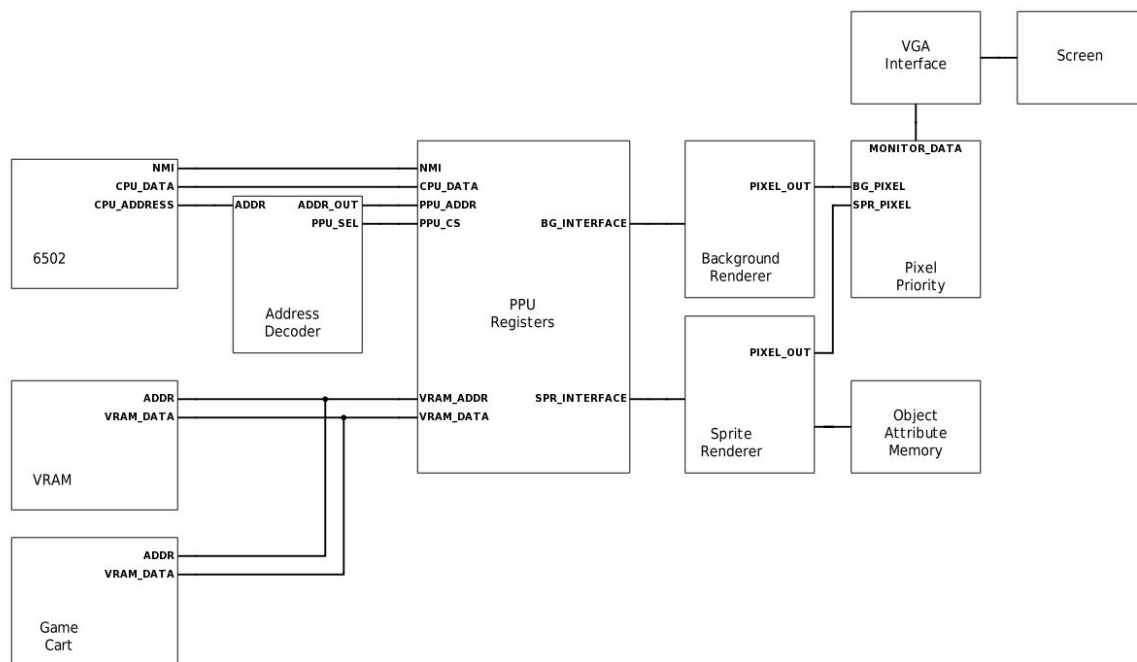 VGA
Interface
Screen
MONITOR_DATA
BG_PIXEL
SPR_PIXEL
Pixel
Priority
NMI
CPU_DATA
CPU_ADDRESS
6502
ADDR
ADDR_OUT
PPU_SEL
Address
Decoder
NMI
CPU_DATA
PPU_ADDR
PPU_CS
BG_INTERFACE
PPU
Registers
VRAM_ADDR
VRAM_DATA
SPR_INTERFACE
PIXEL_OUT
Background
Renderer
PIXEL_OUT
Sprite
Renderer
Object
Attribute
Memory
ADDR
VRAM_DATA
VRAM
ADDR
VRAM_DATA
Game
Cart